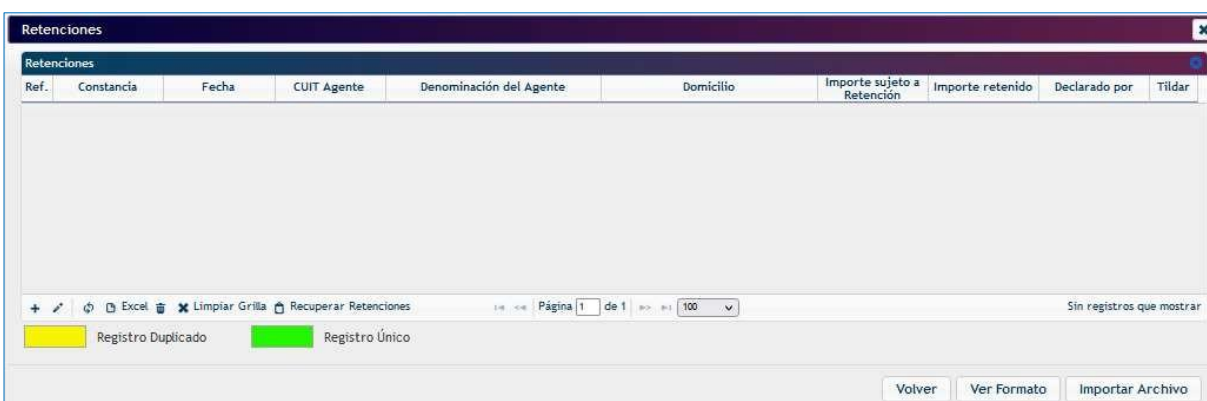 Retenciones
Retenciones
Ref. Constancia Fecha CUIT Agente Denominación del Agente Domicilio Importe sujeto a Retención Importe retenido Declarado por Tildar
Excel Limpiar Grilla Recuperar Retenciones Página 1 de 1 100 Sin registros que mostrar
Registro Duplicado Registro Único
Volver Ver Formato Importar Archivo